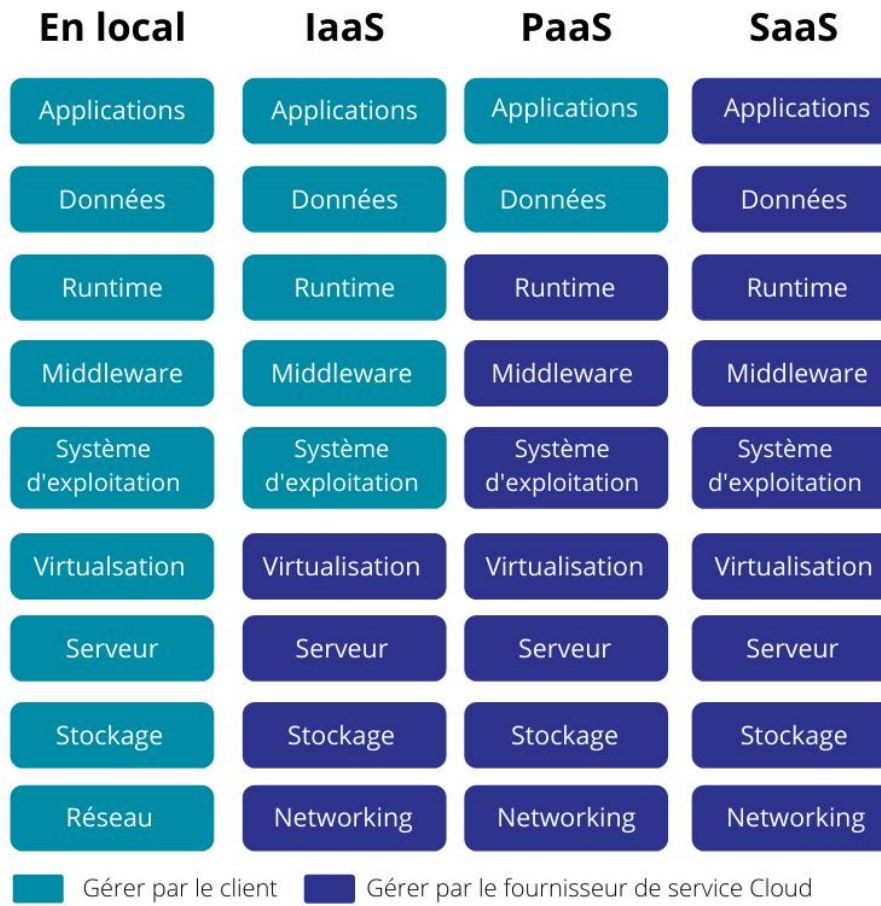 En local IaaS PaaS SaaS
Applications Applications Applications Applications
Données Données Données Données
Runtime Runtime Runtime Runtime
Middleware Middleware Middleware Middleware
Système Système Système Système
d'exploitation d'exploitation d'exploitation d'exploitation
Virtualsation Virtualisation Virtualisation Virtualisation
Serveur Serveur Serveur Serveur
Stockage Stockage Stockage Stockage
Réseau Networking Networking Networking
Gérer par le client Gérer par le fournisseur de service Cloud